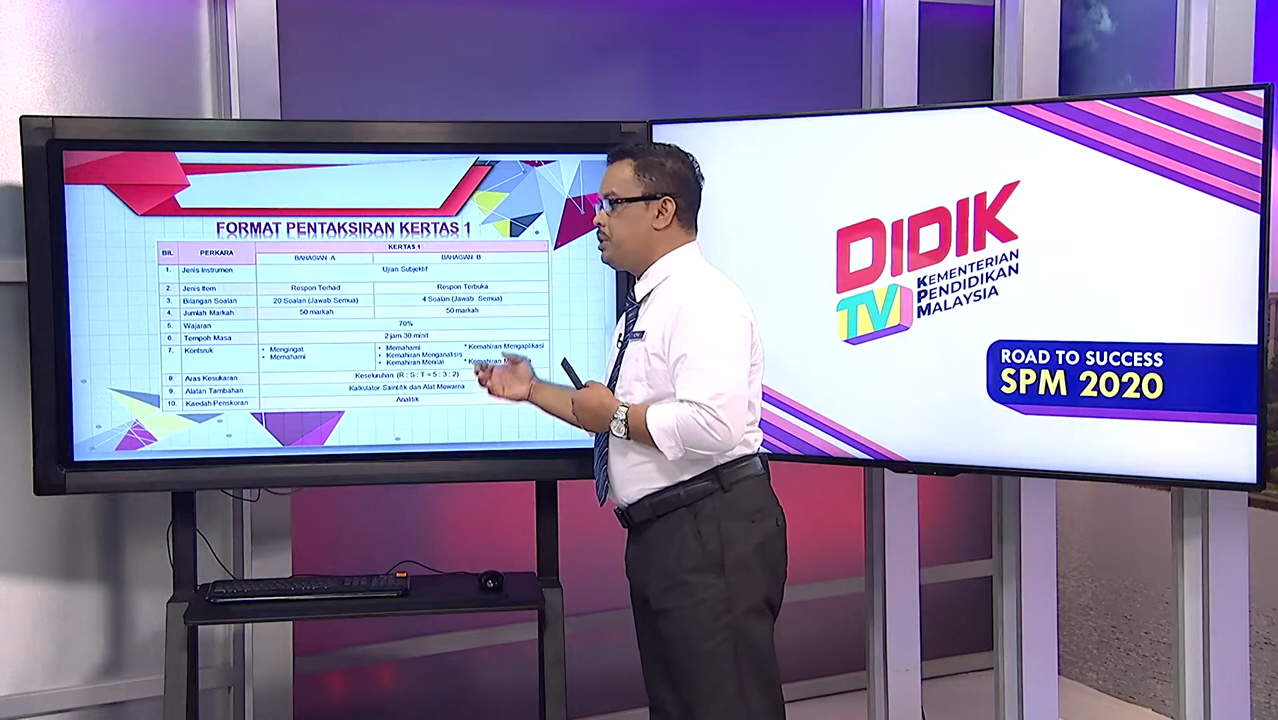 FORMAT PENTAKSIRAN KERTAS 1
BIL PERKARA KERTAS 1
BAHAGIAN A BAHAGIAN B
1. Jenis Instrumen Ujian Subjektif
2. Jenis Item Respon Terhad Respon Terbuka
3. Bilangan Soalan 20 Soalan (Jawab Semua) 4 Soalan (Jawab Semua)
4. Jumlah Markah 50 markah 50 markah
5. Wajaran 70%
6. Tempoh Masa 2 jam 30 minit
7. Kontsruk • Mengingat • Memahami * Kemahiran Mengaplikasi
• Memahami • Kemahiran Menganalisis
• Kemahiran Menilai * Kemahiran
8. Aras Kesukaran Keseluruhan (R : S : T = 5 : 3 : 2)
9. Alatan Tambahan Kalkulator Saintifik dan Alat Mewarna
10. Kaedah Penskoran Analitik
DIDIK
TV
KEMENTERIAN
PENDIDIKAN
MALAYSIA
ROAD TO SUCCESS
SPM 2020